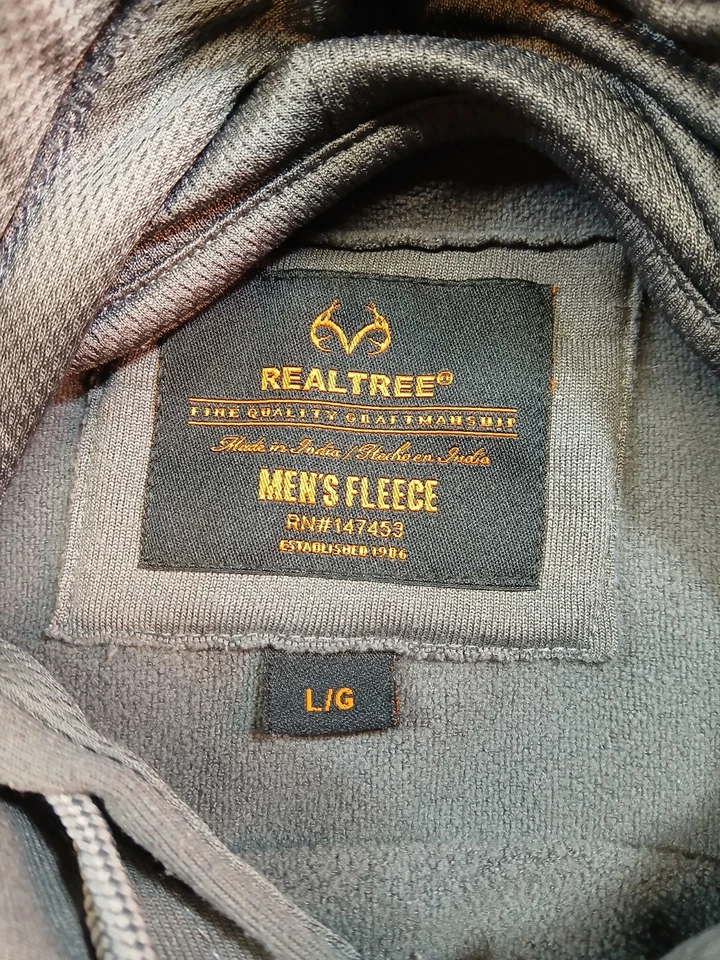 REALTREE®
FINE QUALITY CRAFTMANSHIP
Made in India / Hecho en India
MEN'S FLEECE
RN#147453
ESTABLISHED 1986
L/G